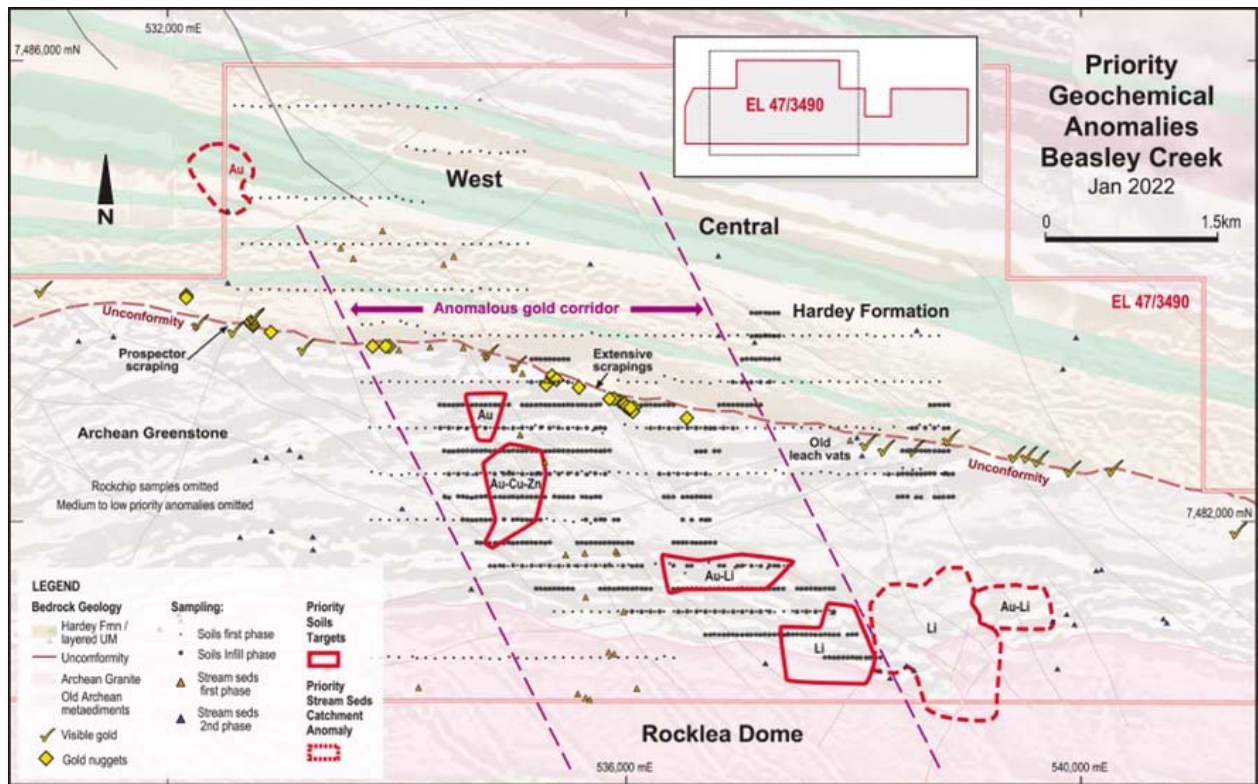 532,000 mE
7,486,000 mN
Priority
Geochemical
Anomalies
Beasley Creek
Jan 2022
EL 47/3490
0 1.5km
N
Au
West
Central
Anomalous gold corridor
Hardey Formation
EL 47/3490
Unconformity
Prospector
scraping
Extensive
scrapings
Au
Archean Greenstone
Old
leach vats
Unconformity
Rockchip samples omitted
Medium to low priority anomalies omitted
Au-Cu-Zn
7,482,000 mN
Au-Li
Au-Li
Li
Li
LEGEND
Bedrock Geology
Hardey Fmn /
layered UM
Uncomformity
Archean Granite
Old Archean
metaediments
Visible gold
Gold nuggets
Sampling:
Soils first phase
Soils Infill phase
Stream seds
first phase
Stream seds
2nd phase
Priority
Soils
Targets
Priority
Stream Seds
Catchment
Anomaly
Rocklea Dome
536,000 mE
540,000 mE